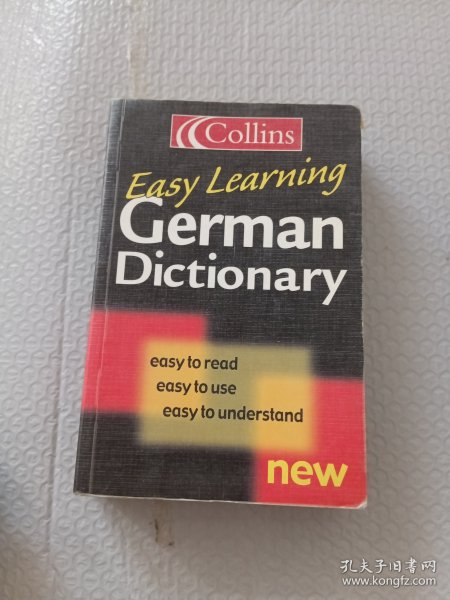 Collins
Easy Learning
German
Dictionary
easy to read
easy to use
easy to understand
new
孔夫子旧书网
www.kongfz.com